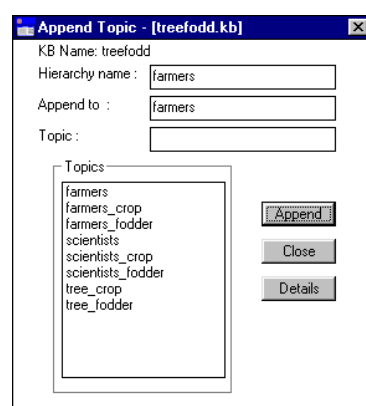 Append Topic - [treefodd.kb]
KB Name: treefodd
Hierarchy name : farmers
Append to : farmers
Topic :
Topics
farmers
farmers_crop
farmers_fodder
scientists
scientists_crop
scientists_fodder
tree_crop
tree_fodder
Append
Close
Details